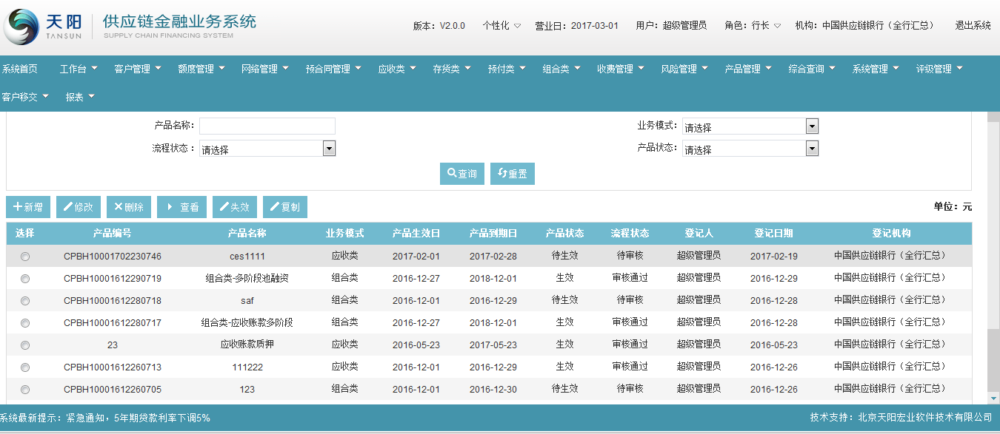 天阳 TANSUN 供应链金融业务系统 SUPPLY CHAIN FINANCING SYSTEM
版本：V2.0.0 个性化 营业日：2017-03-01 用户：超级管理员 角色：行长 机构：中国供应链银行（全行汇总） 退出系统
系统首页 工作台 客户管理 额度管理 网络管理 预合同管理 应收类 存货类 预付类 组合类 收费管理 风险管理 产品管理 综合查询 系统管理 评级管理
客户移交 报表
产品名称： 业务模式： 请选择
流程状态： 请选择 产品状态： 请选择
查询 重置
新增 修改 删除 查看 失效 复制 单位：元
选择 产品编号 产品名称 业务模式 产品生效日 产品到期日 产品状态 流程状态 登记人 登记日期 登记机构
CPBH10001702230746 ces1111 应收类 2017-02-01 2017-02-28 待生效 待审核 超级管理员 2017-02-19 中国供应链银行（全行汇总）
CPBH10001612290719 组合类-多阶段池融资 组合类 2016-12-27 2018-12-01 生效 审核通过 超级管理员 2016-12-29 中国供应链银行（全行汇总）
CPBH10001612280718 saf 组合类 2016-12-01 2016-12-29 待生效 待审核 超级管理员 2016-12-28 中国供应链银行（全行汇总）
CPBH10001612280717 组合类-应收账款多阶段 组合类 2016-12-27 2018-12-01 生效 审核通过 超级管理员 2016-12-28 中国供应链银行（全行汇总）
23 应收账款质押 应收类 2016-05-23 2017-05-23 生效 审核通过 超级管理员 2016-05-23 中国供应链银行（全行汇总）
CPBH10001612260713 111222 应收类 2016-12-01 2016-12-29 生效 审核通过 超级管理员 2016-12-26 中国供应链银行（全行汇总）
CPBH10001612260705 123 组合类 2016-12-01 2016-12-30 待生效 待审核 超级管理员 2016-12-26 中国供应链银行（全行汇总）
系统最新提示：紧急通知，5年期贷款利率下调5% 技术支持：北京天阳宏业软件技术有限公司